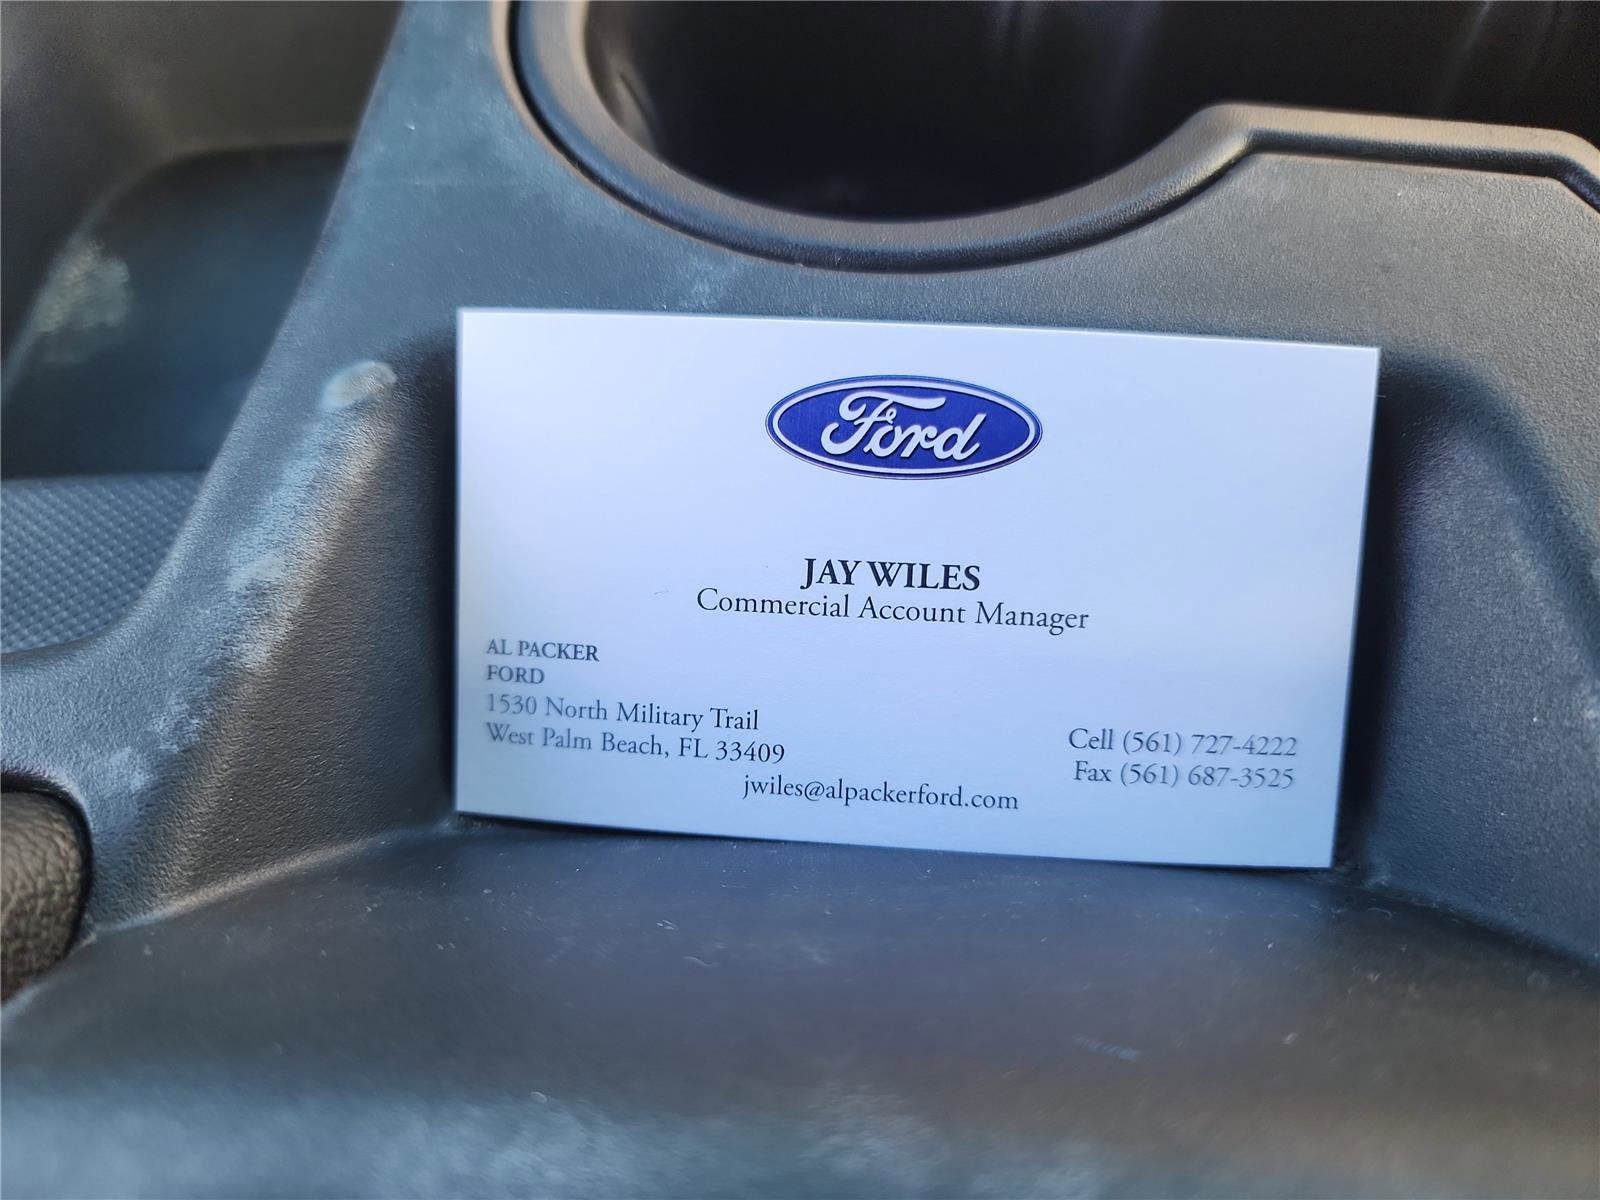 Ford
JAY WILES
Commercial Account Manager
AL PACKER
FORD
1530 North Military Trail
West Palm Beach, FL 33409
Cell (561) 727-4222
Fax (561) 687-3525
jwiles@alpackerford.com